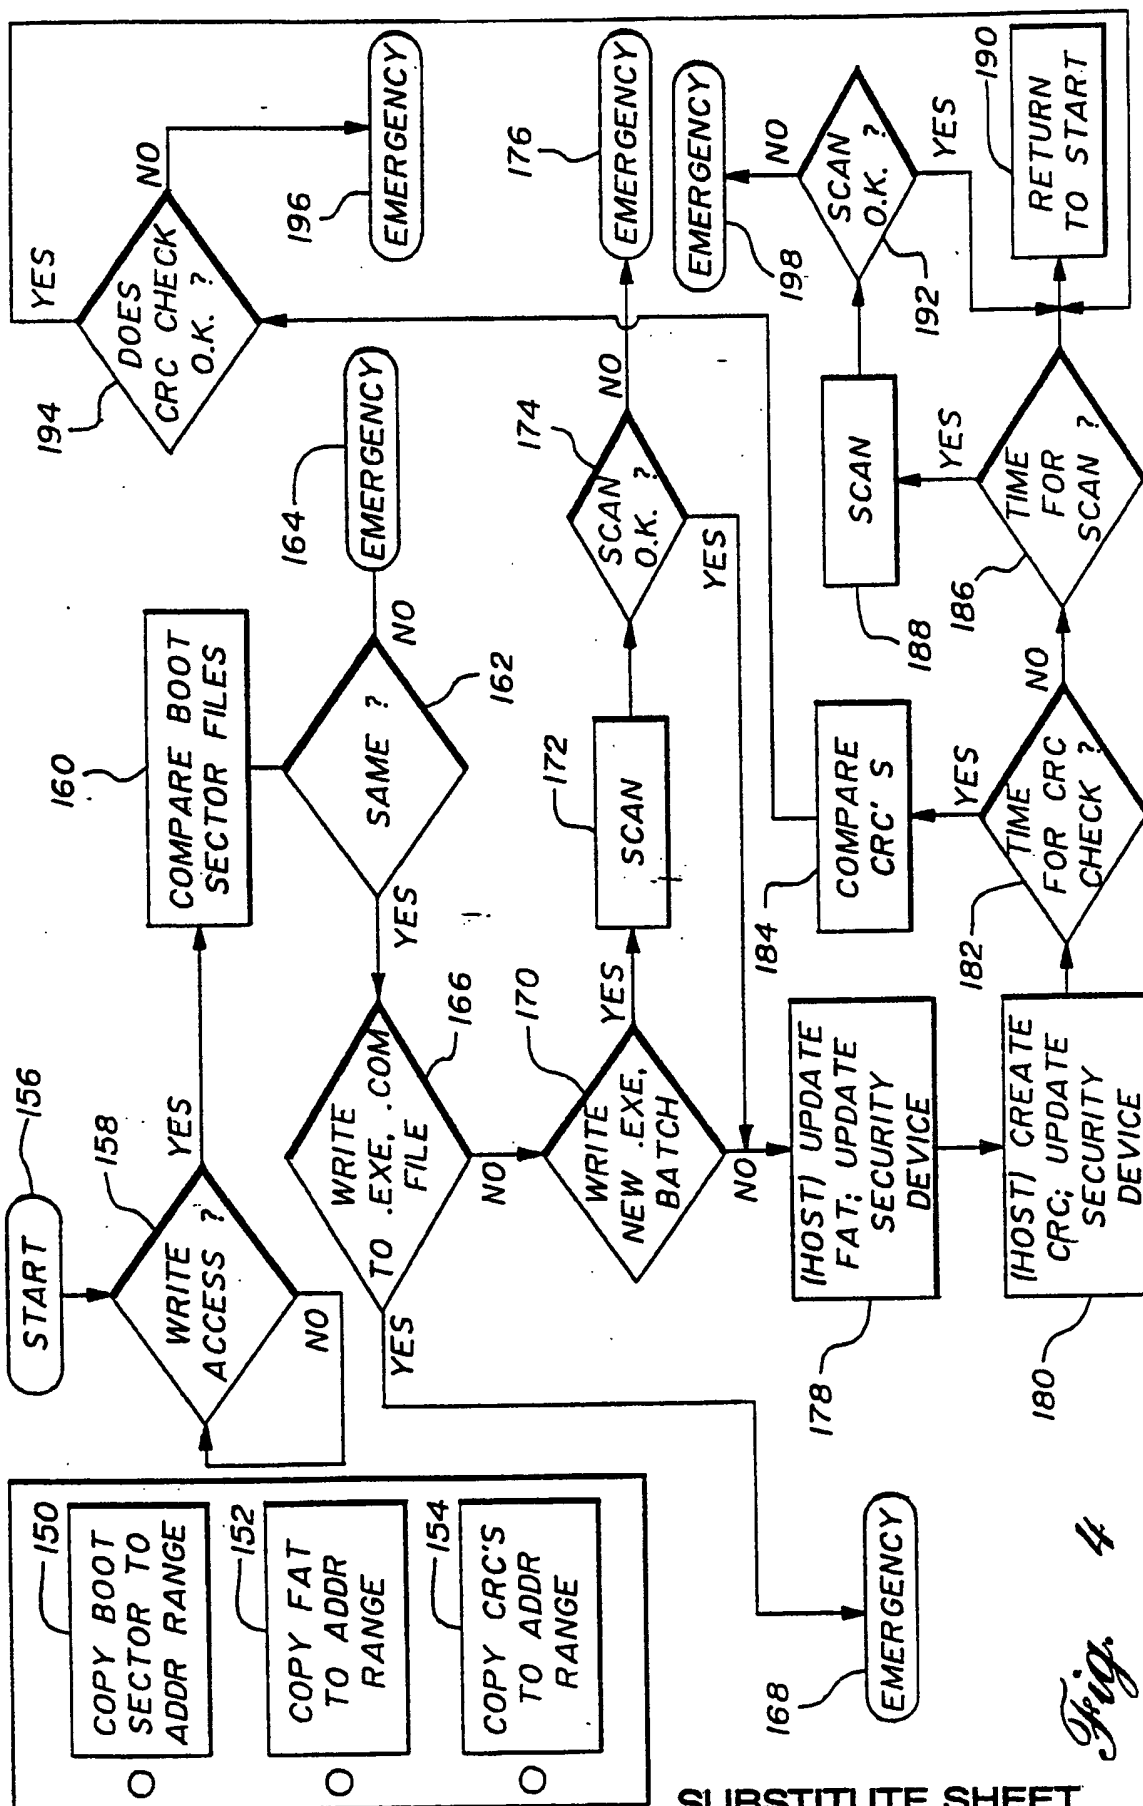 150
COPY BOOT
SECTOR TO
ADDR RANGE
152
COPY FAT
TO ADDR
RANGE
154
COPY CRC'S
TO ADDR
RANGE
156
START
158
WRITE
ACCESS ?
YES
NO
160
COMPARE BOOT
SECTOR FILES
162
SAME ?
NO
YES
164
EMERGENCY
166
WRITE
TO .EXE, .COM
FILE
YES
NO
168
EMERGENCY
170
WRITE
NEW .EXE,
BATCH
YES
NO
172
SCAN
174
SCAN
O.K. ?
NO
YES
176
EMERGENCY
178
(HOST) UPDATE
FAT; UPDATE
SECURITY
DEVICE
180
(HOST) CREATE
CRC; UPDATE
SECURITY
DEVICE
182
TIME
FOR CRC
CHECK ?
YES
NO
184
COMPARE
CRC'S
186
TIME
FOR
SCAN ?
YES
188
SCAN
190
RETURN
TO START
192
SCAN
O.K. ?
NO
YES
194
DOES
CRC CHECK
O.K. ?
YES
NO
196
EMERGENCY
198
EMERGENCY
Fig. 4
SUBSTITUTE SHEET